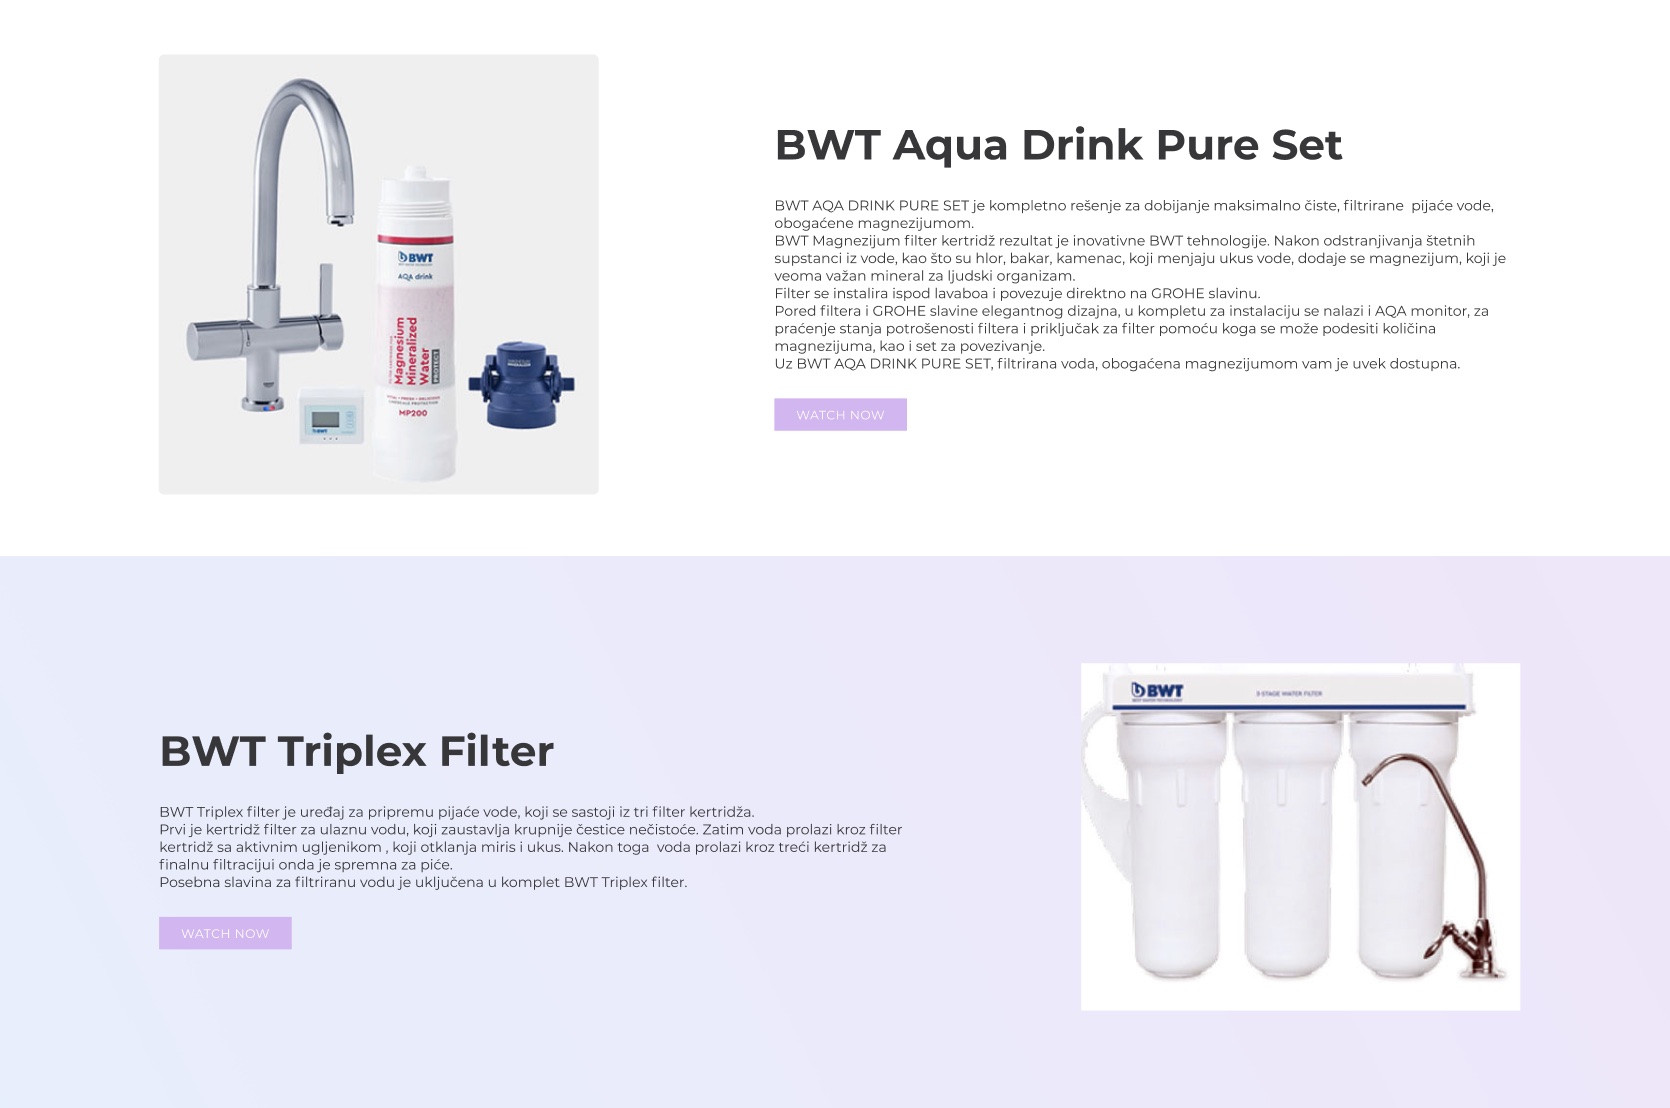 BWT Aqua Drink Pure Set
BWT AQA DRINK PURE SET je kompletno rešenje za dobijanje maksimalno čiste, filtrirane  pijaće vode,
obogaćene magnezijumom.
BWT Magnezijum filter kertridž rezultat je inovativne BWT tehnologije. Nakon odstranjivanja štetnih
supstanci iz vode, kao što su hlor, bakar, kamenac, koji menjaju ukus vode, dodaje se magnezijum, koji je
veoma važan mineral za ljudski organizam.
Filter se instalira ispod lavaboa i povezuje direktno na GROHE slavinu.
Pored filtera i GROHE slavine elegantnog dizajna, u kompletu za instalaciju se nalazi i AQA monitor, za
praćenje stanja potrošenosti filtera i priključak za filter pomoću koga se može podesiti količina
magnezijuma, kao i set za povezivanje.
Uz BWT AQA DRINK PURE SET, filtrirana voda, obogaćena magnezijumom vam je uvek dostupna.
WATCH NOW
BWT
AQA drink
Magnesium
Mineralized
Water
PROTECT
MP200
BWT
BWT Triplex Filter
BWT Triplex filter je uređaj za pripremu pijaće vode, koji se sastoji iz tri filter kertridža.
Prvi je kertridž filter za ulaznu vodu, koji zaustavlja krupnije čestice nečistoće. Zatim voda prolazi kroz filter
kertridž sa aktivnim ugljenikom , koji otklanja miris i ukus. Nakon toga  voda prolazi kroz treći kertridž za
finalnu filtracijui onda je spremna za piće.
Posebna slavina za filtriranu vodu je uključena u komplet BWT Triplex filter.
WATCH NOW
BWT
3-STAGE WATER FILTER